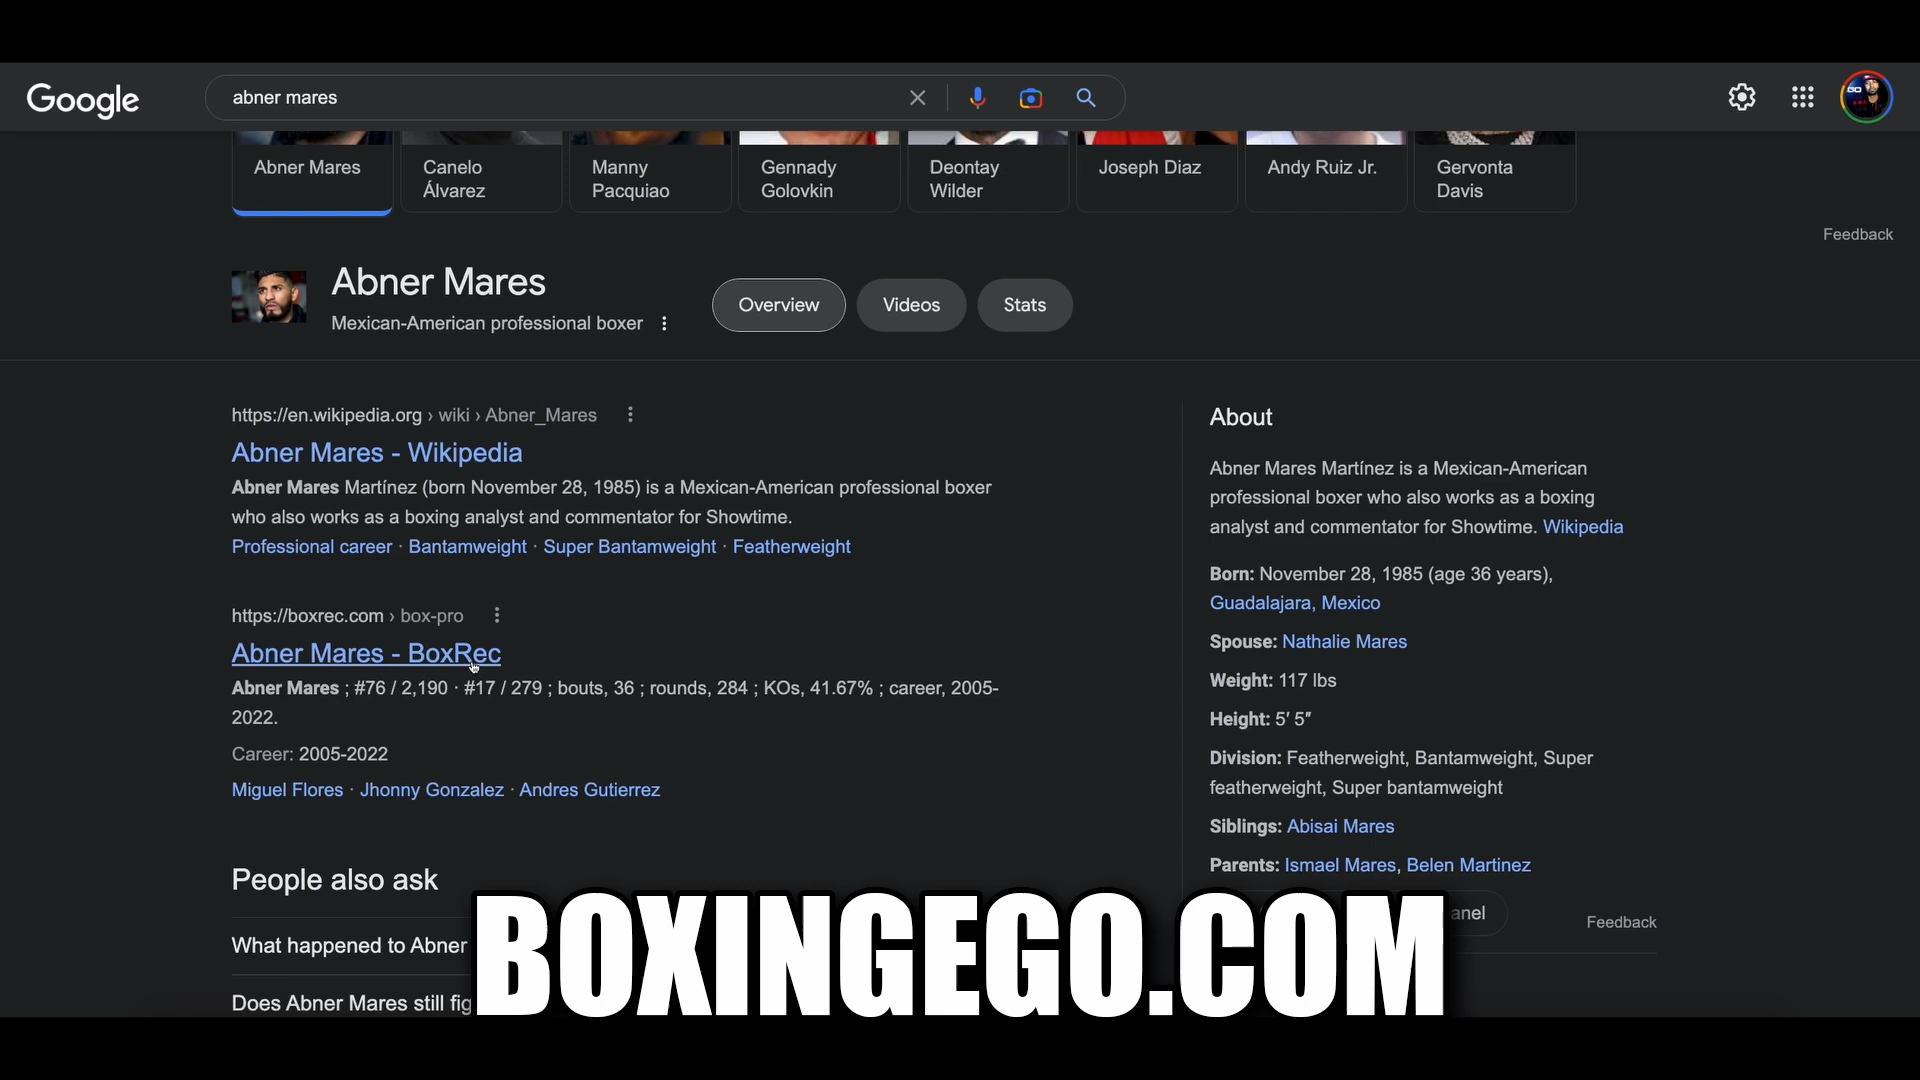 Google
abner mares
Abner Mares
Canelo
Álvarez
Manny
Pacquiao
Gennady
Golovkin
Deontay
Wilder
Joseph Diaz
Andy Ruiz Jr.
Gervonta
Davis
Feedback
Abner Mares
Mexican-American professional boxer
Overview
Videos
Stats
https://en.wikipedia.org › wiki › Abner_Mares
Abner Mares - Wikipedia
Abner Mares Martínez (born November 28, 1985) is a Mexican-American professional boxer
who also works as a boxing analyst and commentator for Showtime.
Professional career · Bantamweight · Super Bantamweight · Featherweight
https://boxrec.com › box-pro
Abner Mares - BoxRec
Abner Mares ; #76 / 2,190 · #17 / 279 ; bouts, 36 ; rounds, 284 ; KOs, 41.67% ; career, 2005-
2022.
Career: 2005-2022
Miguel Flores · Jhonny Gonzalez · Andres Gutierrez
People also ask
What happened to Abner
Does Abner Mares still fig
About
Abner Mares Martínez is a Mexican-American
professional boxer who also works as a boxing
analyst and commentator for Showtime. Wikipedia
Born: November 28, 1985 (age 36 years),
Guadalajara, Mexico
Spouse: Nathalie Mares
Weight: 117 lbs
Height: 5′ 5″
Division: Featherweight, Bantamweight, Super
featherweight, Super bantamweight
Siblings: Abisai Mares
Parents: Ismael Mares, Belen Martinez
anel
Feedback
BOXINGEGO.COM